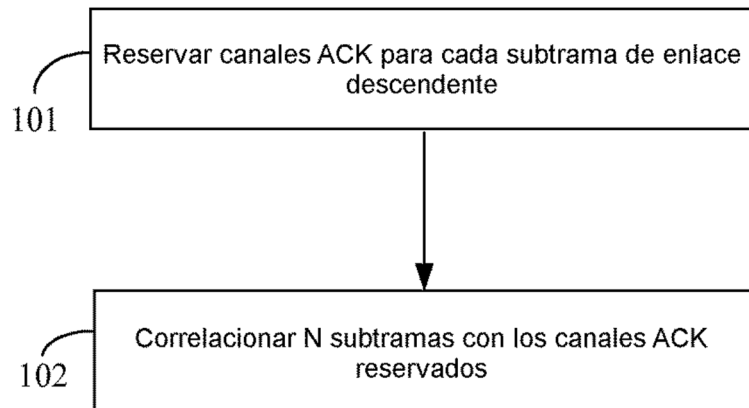 Reservar canales ACK para cada subtrama de enlace
descendente
101
Correlacionar N subtramas con los canales ACK
reservados
102